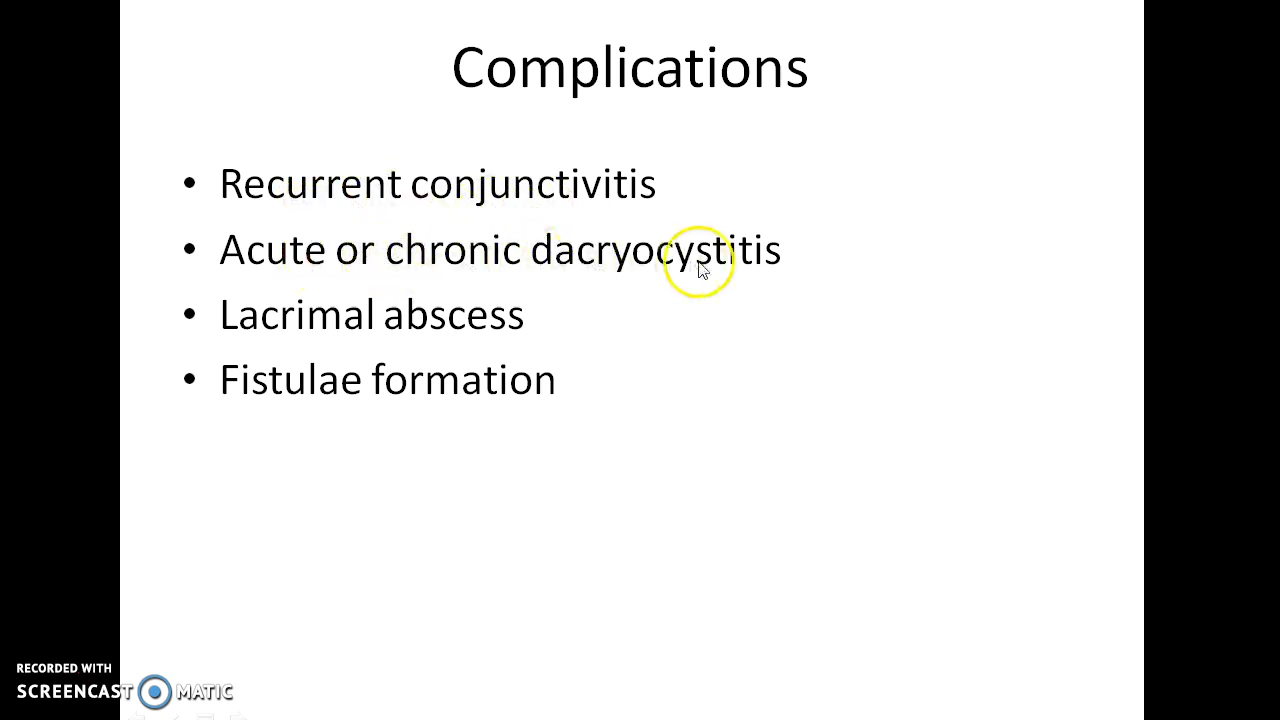 Complications
• Recurrent conjunctivitis
• Acute or chronic dacryocystitis
• Lacrimal abscess
• Fistulae formation
RECORDED WITH
SCREENCAST MATIC